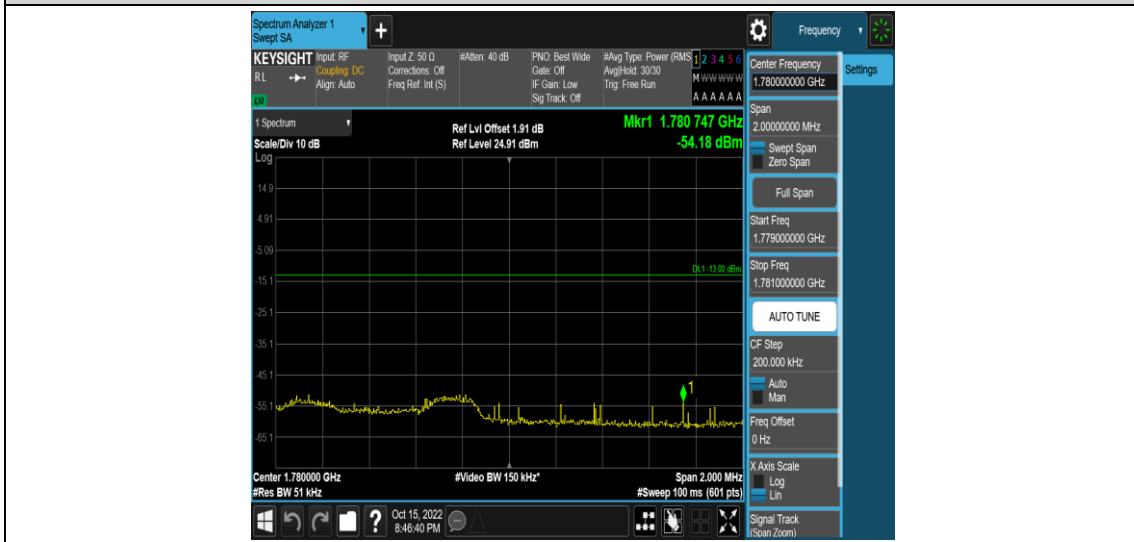 Spectrum Analyzer 1
Swept SA
+
Frequency
KEYSIGHT
RL
Input: RF
Coupling: DC
Align: Auto
Input Z: 50 Ω
Corrections: Off
Freq Ref: Int (S)
#Atten: 40 dB
PNO: Best Wide
Gate: Off
IF Gain: Low
Sig Track: Off
#Avg Type: Power (RMS
Avg|Hold: 30/30
Trig: Free Run
1 2 3 4 5 6
M W W W W W
A A A A A A
1 Spectrum
Scale/Div 10 dB
Log
Ref Lvl Offset 1.91 dB
Ref Level 24.91 dBm
Mkr1 1.780 747 GHz
-54.18 dBm
14.9
4.91
-5.09
-15.1
-25.1
-35.1
-45.1
-55.1
-65.1
DL1 -13.00 dBm
1
Center 1.780000 GHz
#Res BW 51 kHz
#Video BW 150 kHz*
Span 2.000 MHz
#Sweep 100 ms (601 pts)
Oct 15, 2022
8:46:40 PM
?
Center Frequency
1.780000000 GHz
Settings
Span
2.00000000 MHz
Swept Span
Zero Span
Full Span
Start Freq
1.779000000 GHz
Stop Freq
1.781000000 GHz
AUTO TUNE
CF Step
200.000 kHz
Auto
Man
Freq Offset
0 Hz
X Axis Scale
Log
Lin
Signal Track
(Span Zoom)